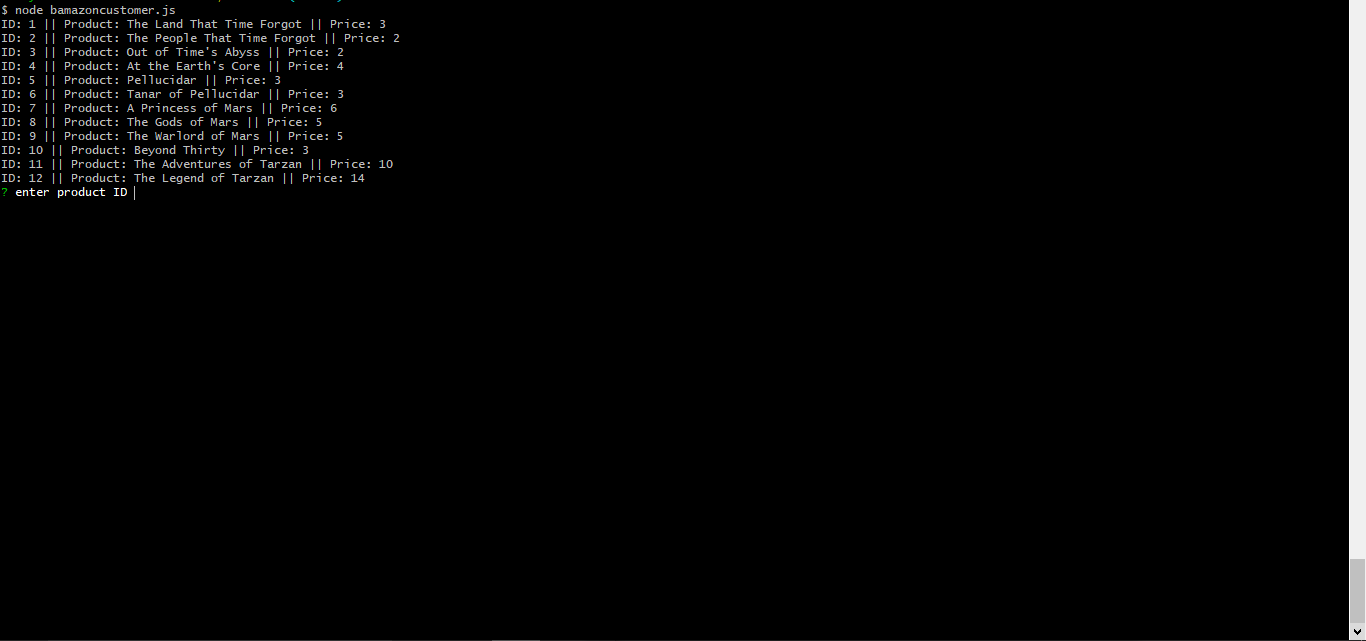 $ node bamazoncustomer.js
ID: 1 || Product: The Land That Time Forgot || Price: 3
ID: 2 || Product: The People That Time Forgot || Price: 2
ID: 3 || Product: Out of Time's Abyss || Price: 2
ID: 4 || Product: At the Earth's Core || Price: 4
ID: 5 || Product: Pellucidar || Price: 3
ID: 6 || Product: Tanar of Pellucidar || Price: 3
ID: 7 || Product: A Princess of Mars || Price: 6
ID: 8 || Product: The Gods of Mars || Price: 5
ID: 9 || Product: The Warlord of Mars || Price: 5
ID: 10 || Product: Beyond Thirty || Price: 3
ID: 11 || Product: The Adventures of Tarzan || Price: 10
ID: 12 || Product: The Legend of Tarzan || Price: 14
? enter product ID